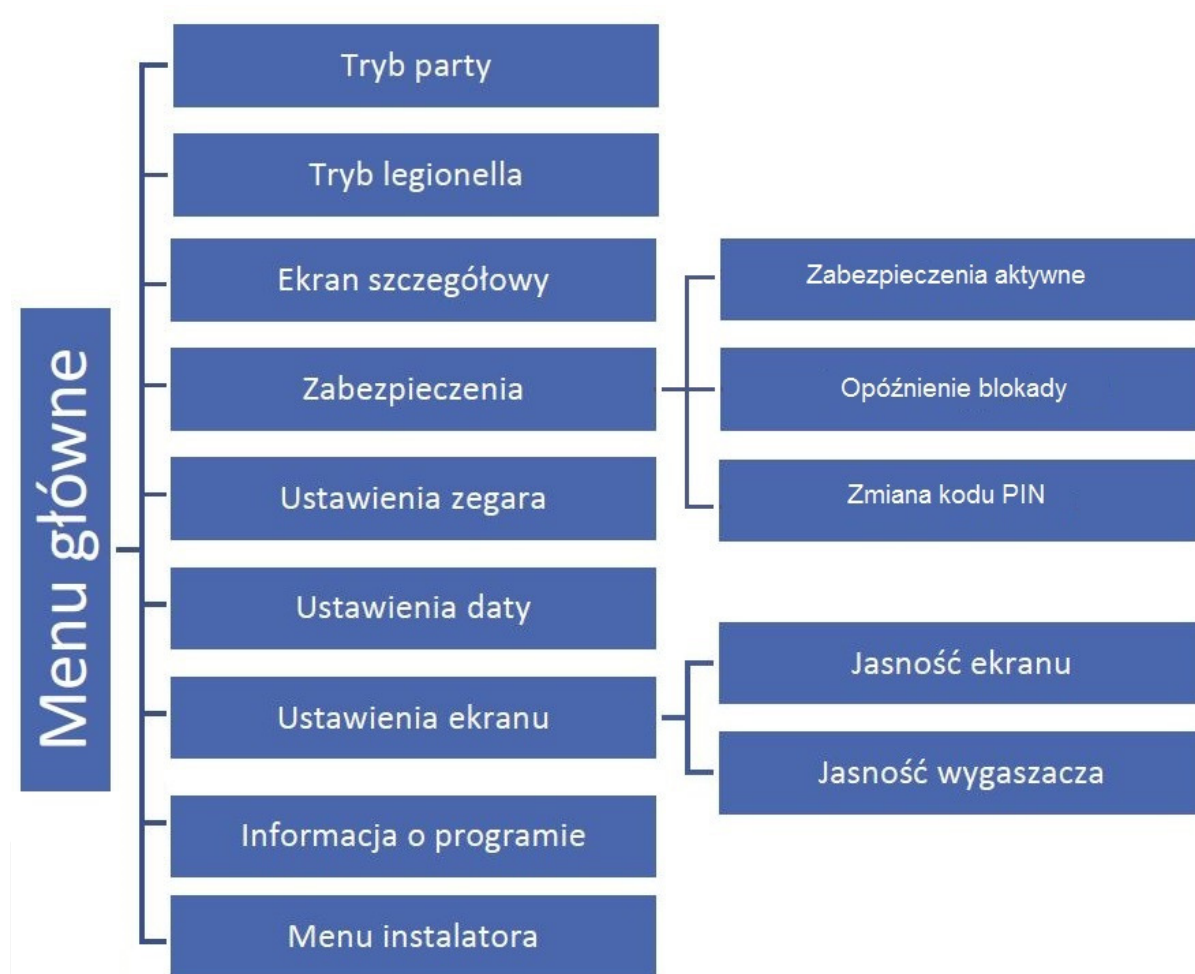 Menu główne
Tryb party
Tryb legionella
Ekran szczegółowy
Zabezpieczenia
Zabezpieczenia aktywne
Opóźnienie blokady
Zmiana kodu PIN
Ustawienia zegara
Ustawienia daty
Ustawienia ekranu
Jasność ekranu
Jasność wygaszacza
Informacja o programie
Menu instalatora